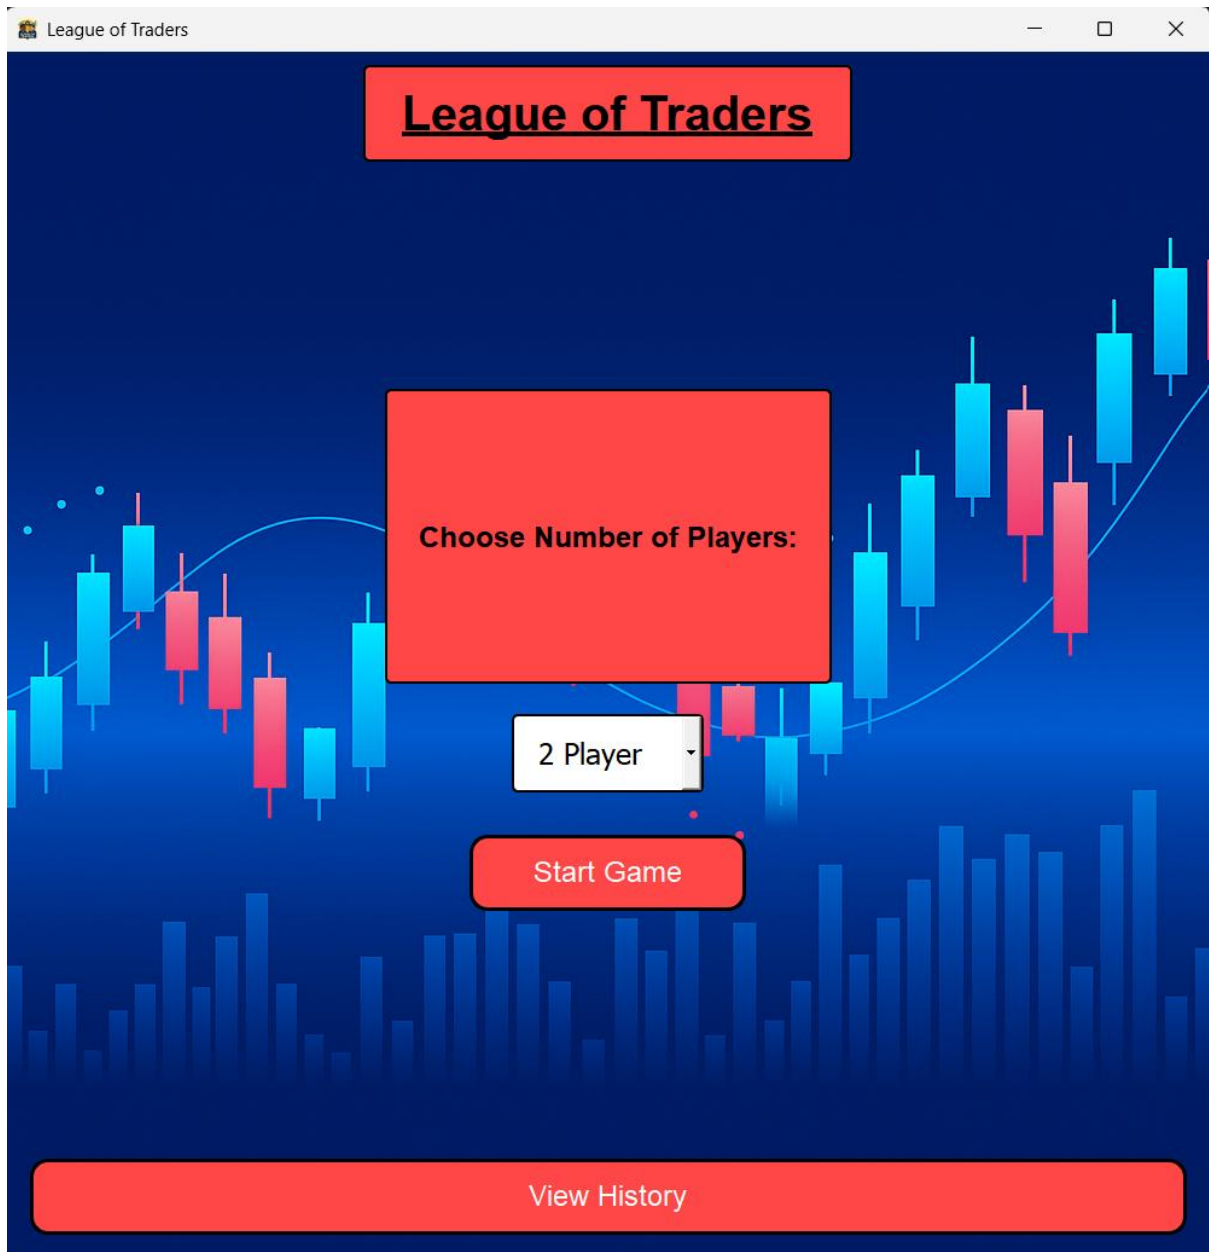 League of Traders
League of Traders
Choose Number of Players:
2 Player
Start Game
View History